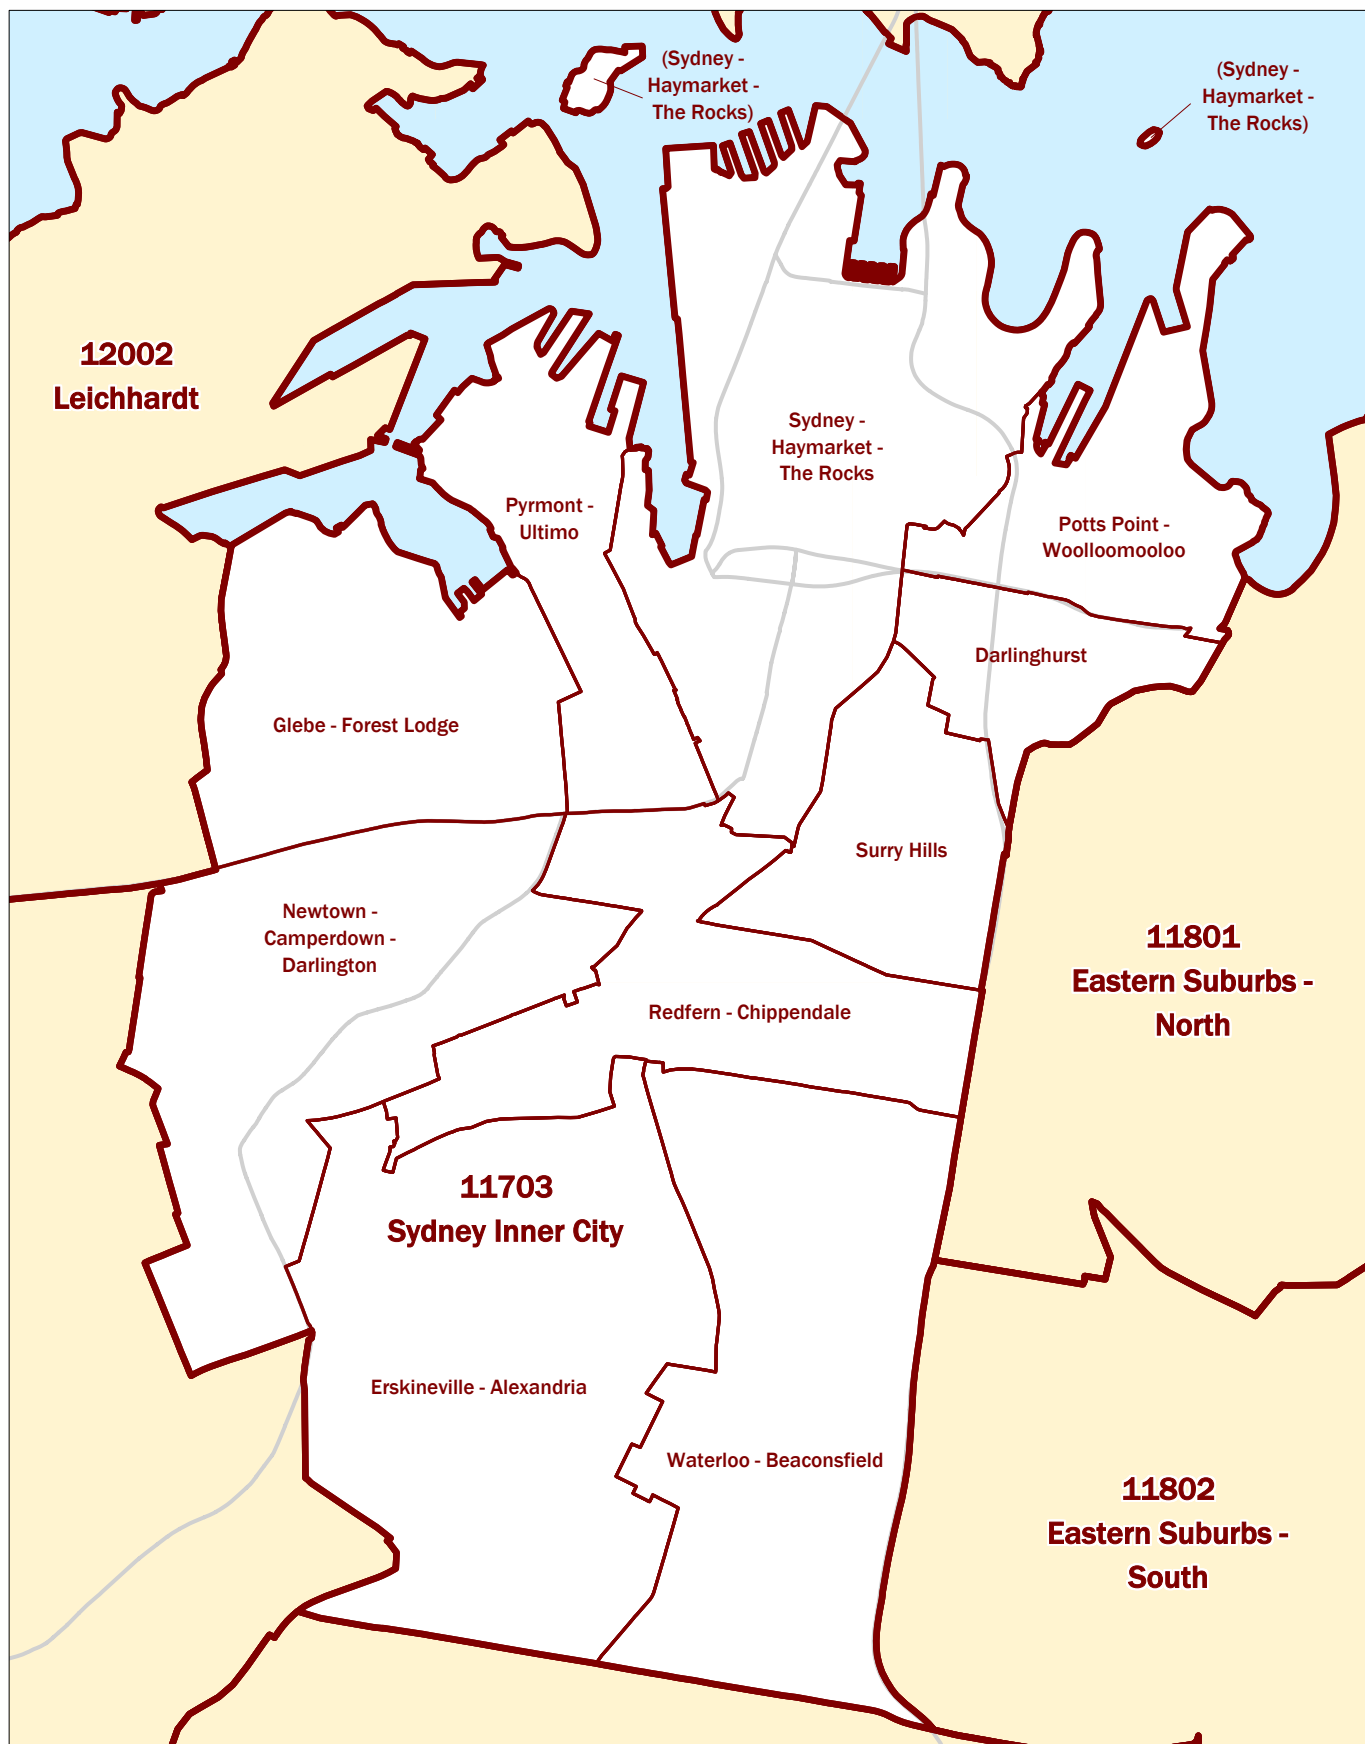 (Sydney -
Haymarket -
The Rocks)
(Sydney -
Haymarket -
The Rocks)
12002
Leichhardt
Sydney -
Haymarket -
The Rocks
Pyrmont -
Ultimo
Potts Point -
Woolloomooloo
Darlinghurst
Glebe - Forest Lodge
Surry Hills
Newtown -
Camperdown -
Darlington
11801
Eastern Suburbs -
North
Redfern - Chippendale
11703
Sydney Inner City
Erskineville - Alexandria
Waterloo - Beaconsfield
11802
Eastern Suburbs -
South